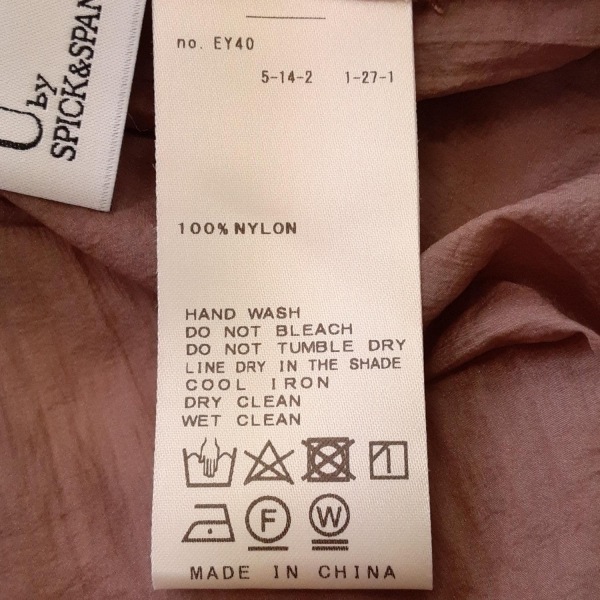 by
SPICK&SPAN
no. EY40
5-14-2 1-27-1
100% NYLON
HAND WASH
DO NOT BLEACH
DO NOT TUMBLE DRY
LINE DRY IN THE SHADE
COOL IRON
DRY CLEAN
WET CLEAN
F W
MADE IN CHINA